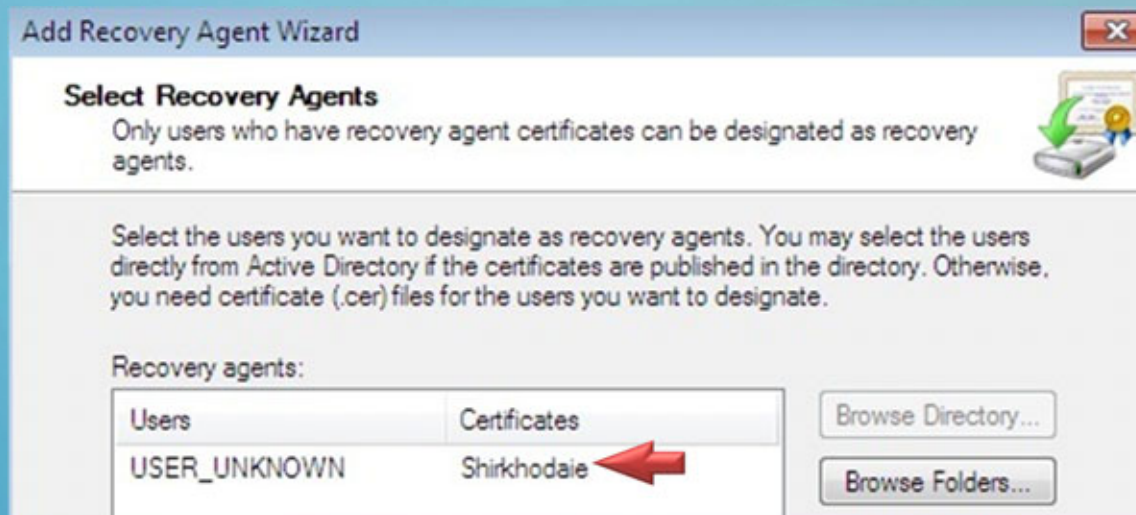 Add Recovery Agent Wizard
Select Recovery Agents
Only users who have recovery agent certificates can be designated as recovery
agents.
Select the users you want to designate as recovery agents. You may select the users
directly from Active Directory if the certificates are published in the directory. Otherwise,
you need certificate (.cer) files for the users you want to designate.
Recovery agents:
Users Certificates
USER_UNKNOWN Shirkhodaie
Browse Directory...
Browse Folders...